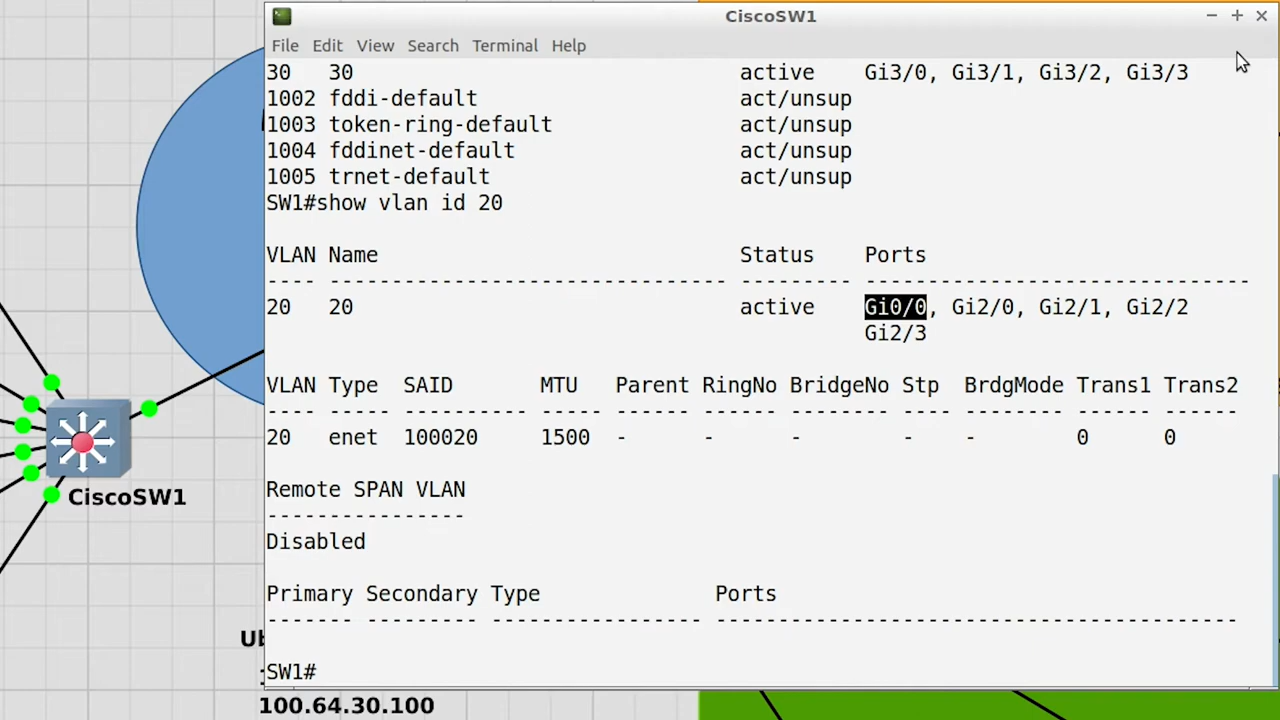 CiscoSW1
File Edit View Search Terminal Help
30 30 active Gi3/0, Gi3/1, Gi3/2, Gi3/3
1002 fddi-default act/unsup
1003 token-ring-default act/unsup
1004 fddinet-default act/unsup
1005 trnet-default act/unsup
SW1#show vlan id 20
VLAN Name Status Ports
---- -------------------------------- --------- -------------------------------
20 20 active Gi0/0, Gi2/0, Gi2/1, Gi2/2
Gi2/3
VLAN Type SAID MTU Parent RingNo BridgeNo Stp BrdgMode Trans1 Trans2
---- ----- ---------- ----- ------ ------ -------- ---- -------- ------ ------
20 enet 100020 1500 - - - - - 0 0
Remote SPAN VLAN
----------------
Disabled
Primary Secondary Type Ports
------- --------- ----------------- ------------------------------------------
SW1#
CiscoSW1
Ub
100.64.30.100